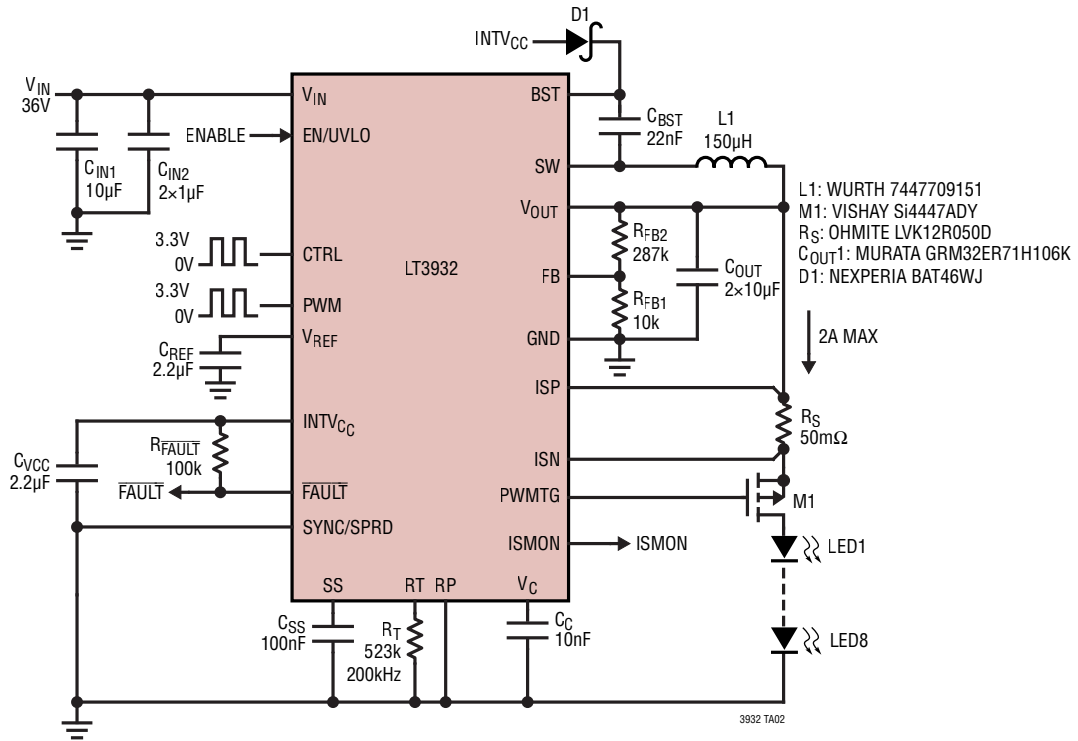 D1
INTVCC
VIN
36V
VIN
BST
CBST
22nF
L1
150µH
ENABLE
EN/UVLO
CIN1
10µF
CIN2
2×1µF
SW
VOUT
L1: WURTH 7447709151
M1: VISHAY Si4447ADY
RS: OHMITE LVK12R050D
COUT1: MURATA GRM32ER71H106K
D1: NEXPERIA BAT46WJ
3.3V
0V
CTRL
LT3932
RFB2
287k
FB
COUT
2×10µF
3.3V
0V
PWM
RFB1
10k
VREF
GND
2A MAX
CREF
2.2µF
ISP
INTVCC
RS
50mΩ
RFAULT
100k
CVCC
2.2µF
ISN
FAULT
FAULT
PWMTG
M1
SYNC/SPRD
ISMON
ISMON
LED1
SS
RT
RP
VC
CSS
100nF
RT
523k
200kHz
CC
10nF
LED8
3932 TA02